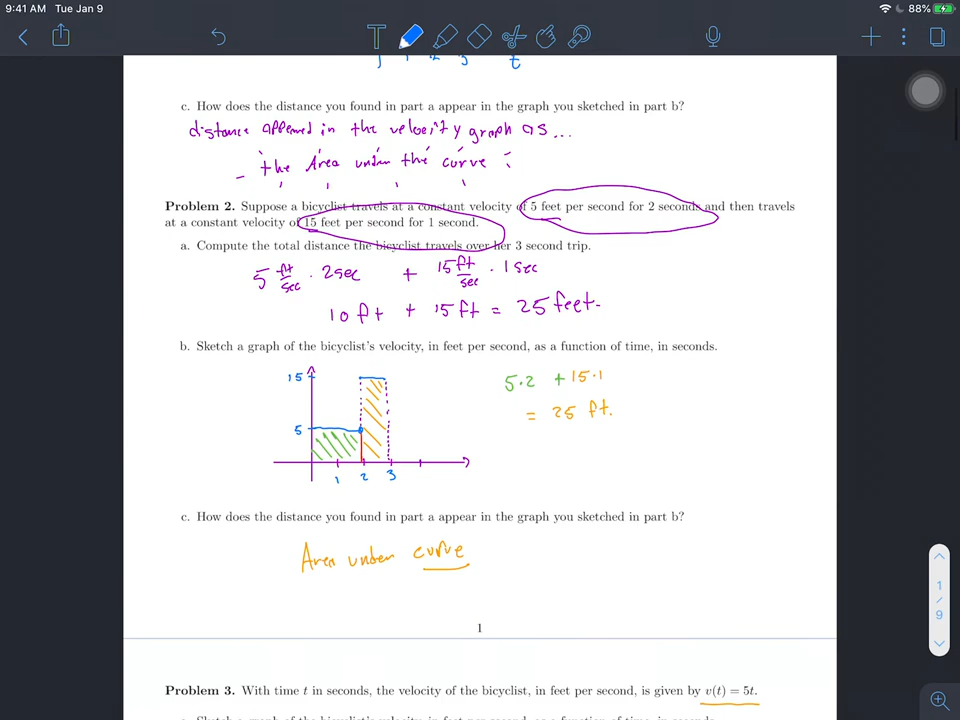 9:41 AM Tue Jan 9
88%
c. How does the distance you found in part a appear in the graph you sketched in part b?
distance appeared in the velocity graph as...
- the Area under the curve :
Problem 2. Suppose a bicyclist travels at a constant velocity of 5 feet per second for 2 seconds and then travels
at a constant velocity of 15 feet per second for 1 second.
a. Compute the total distance the bicyclist travels over her 3 second trip.
5 ft/sec · 2sec + 15 ft/sec · 1 sec
10 ft + 15 ft = 25 feet.
b. Sketch a graph of the bicyclist's velocity, in feet per second, as a function of time, in seconds.
15
5·2 + 15·1
= 25 ft.
5
1 2 3
c. How does the distance you found in part a appear in the graph you sketched in part b?
Area under curve
1
1
/
9
Problem 3. With time t in seconds, the velocity of the bicyclist, in feet per second, is given by v(t) = 5t.